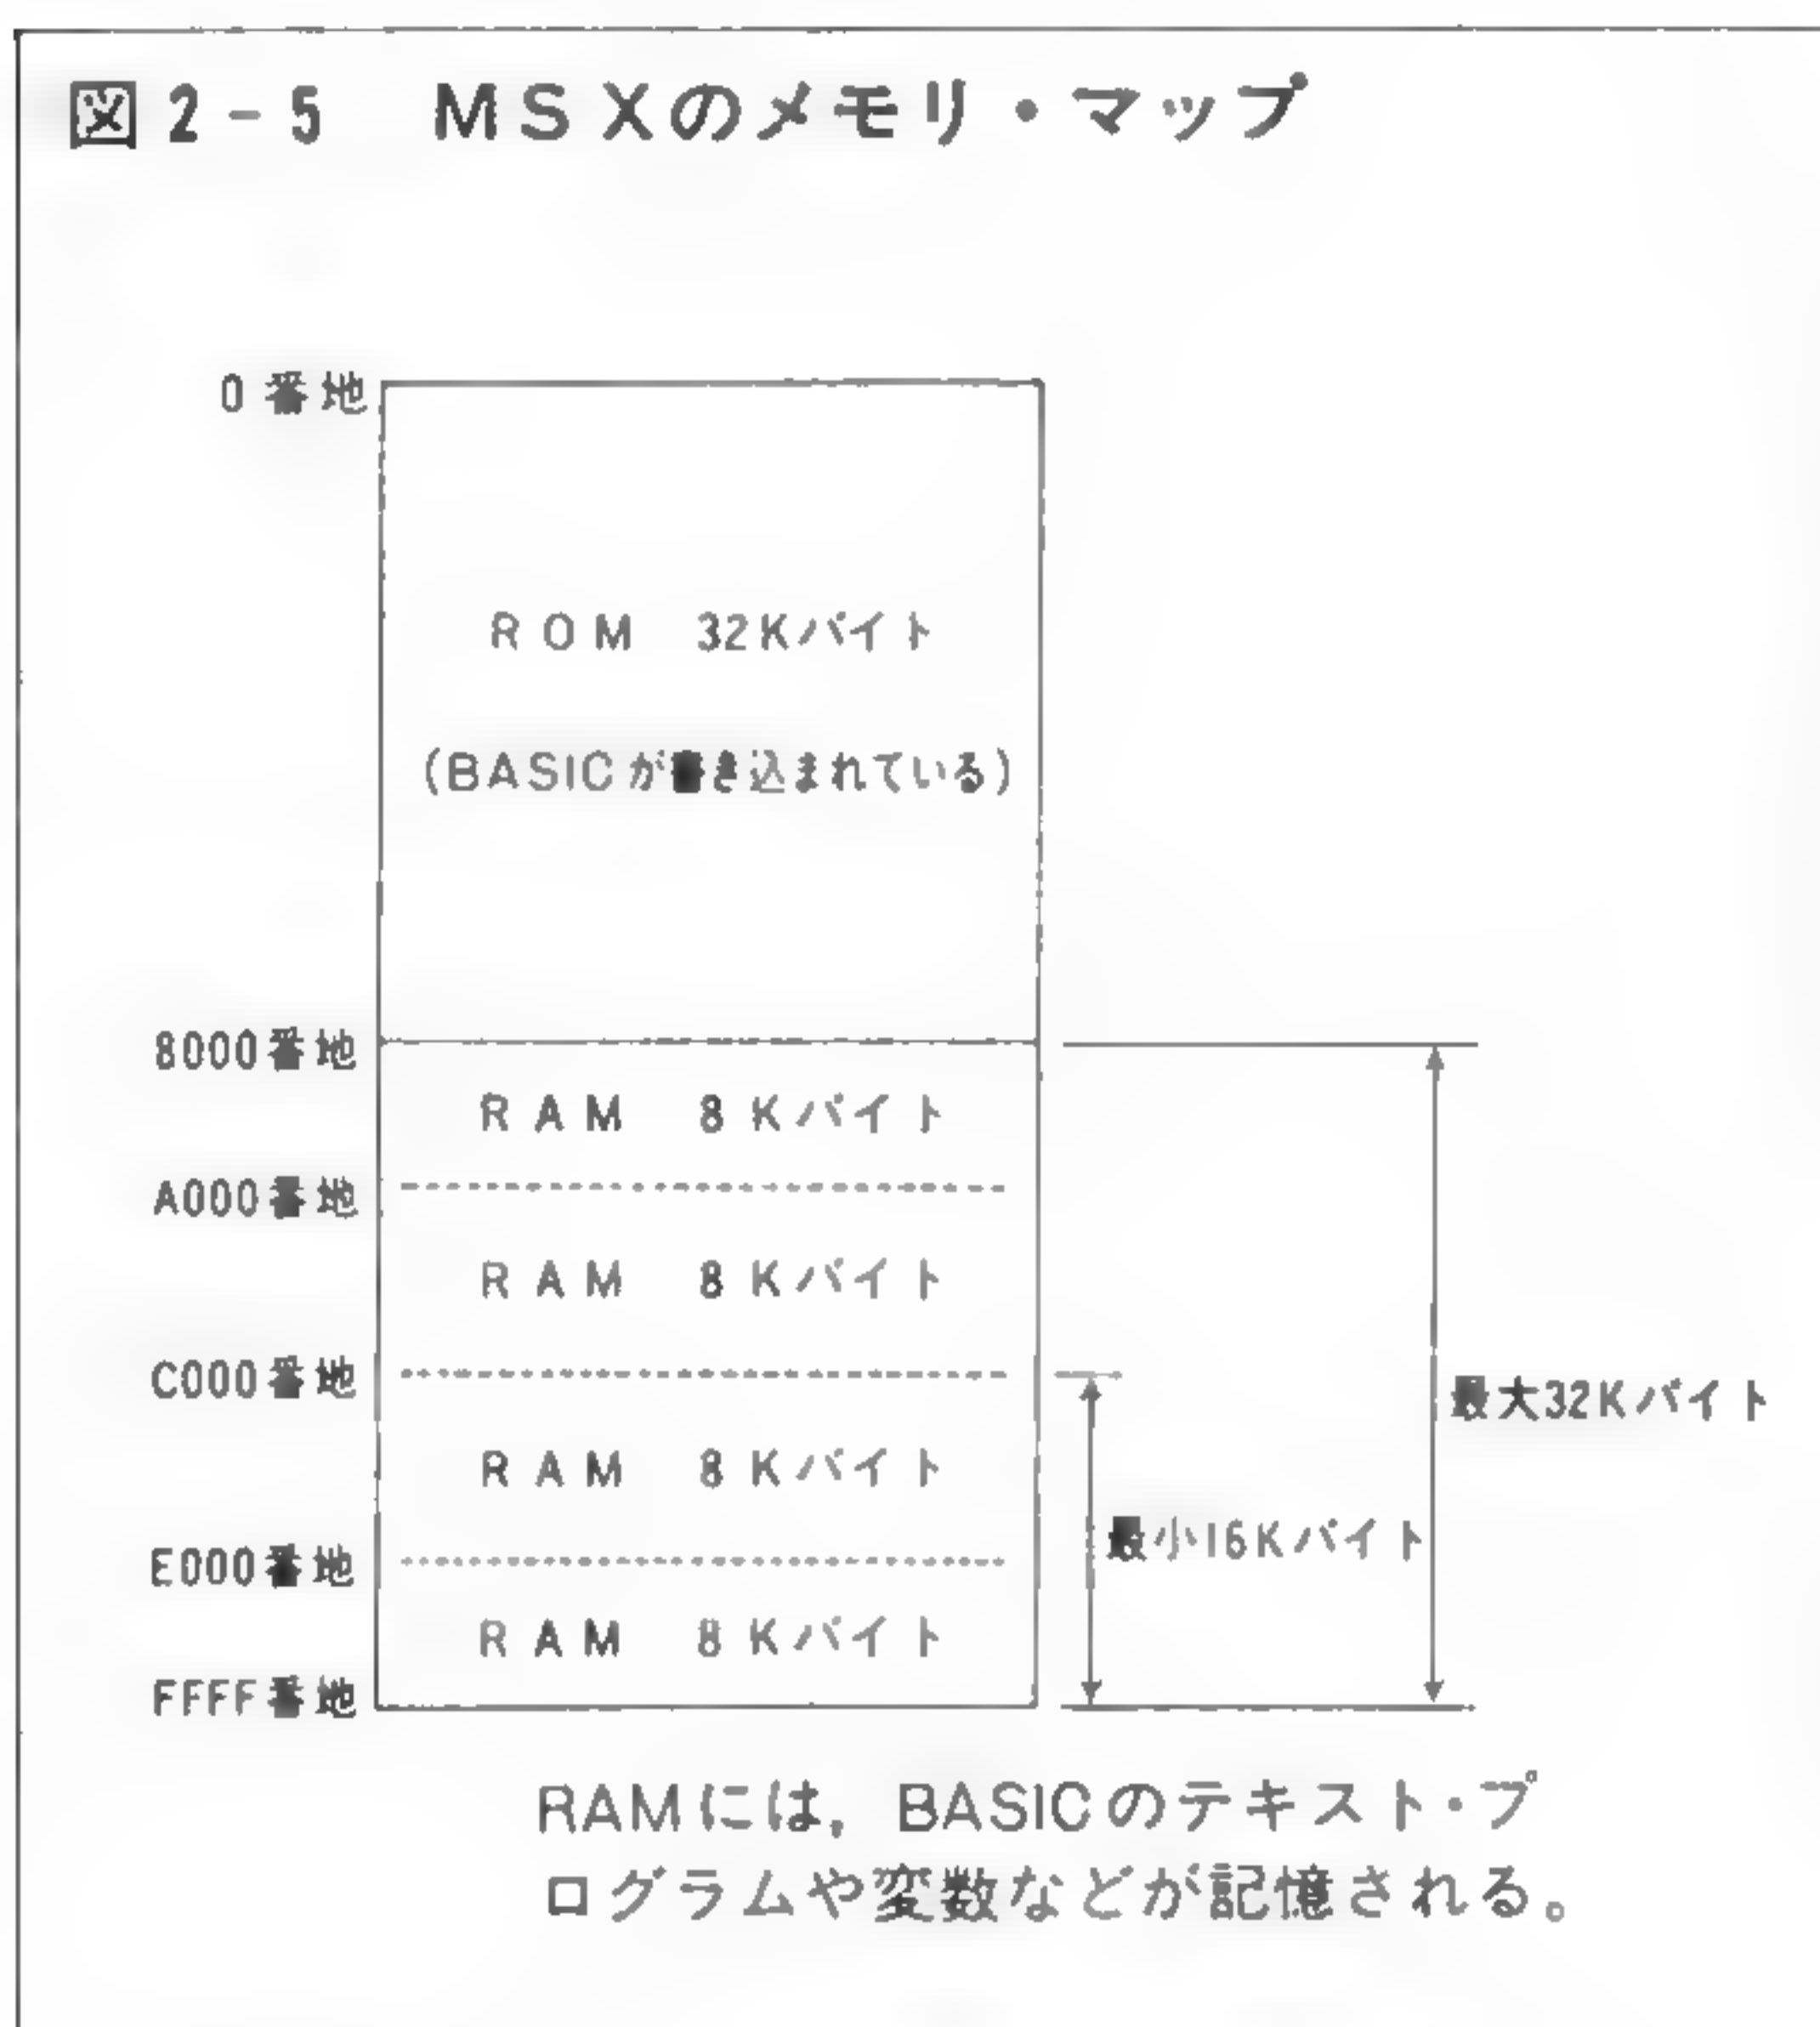 図2-5 MSXのメモリ・マップ
0番地
ROM 32Kバイト
(BASICが書き込まれている)
8000番地
RAM 8Kバイト
A000番地
RAM 8Kバイト
C000番地
最大32Kバイト
RAM 8Kバイト
最小16Kバイト
E000番地
RAM 8Kバイト
FFFF番地
RAMには，BASICのテキスト・プ
ログラムや変数などが記憶される。